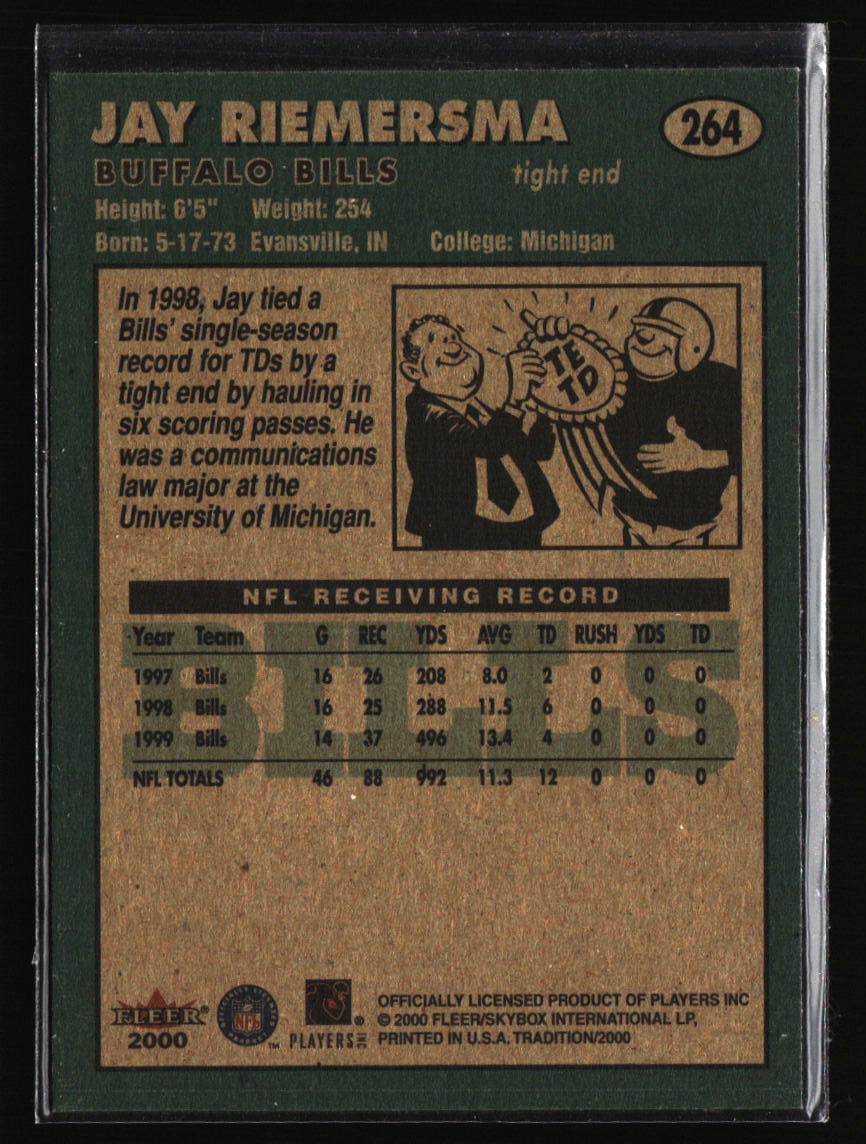 JAY RIEMERSMA
264
BUFFALO BILLS
tight end
Height: 6'5" Weight: 254
Born: 5-17-73 Evansville, IN College: Michigan
In 1998, Jay tied a
Bills' single-season
record for TDs by a
tight end by hauling in
six scoring passes. He
was a communications
law major at the
University of Michigan.
TE
TD
NFL RECEIVING RECORD
BILLS
Year Team G REC YDS AVG TD RUSH YDS TD
1997 Bills 16 26 208 8.0 2 0 0 0
1998 Bills 16 25 288 11.5 6 0 0 0
1999 Bills 14 37 496 13.4 4 0 0 0
NFL TOTALS 46 88 992 11.3 12 0 0 0
FLEER®
2000
NFL
™
PLAYERS INC
®
OFFICIALLY LICENSED PRODUCT OF PLAYERS INC
© 2000 FLEER/SKYBOX INTERNATIONAL LP,
PRINTED IN U.S.A. TRADITION/2000